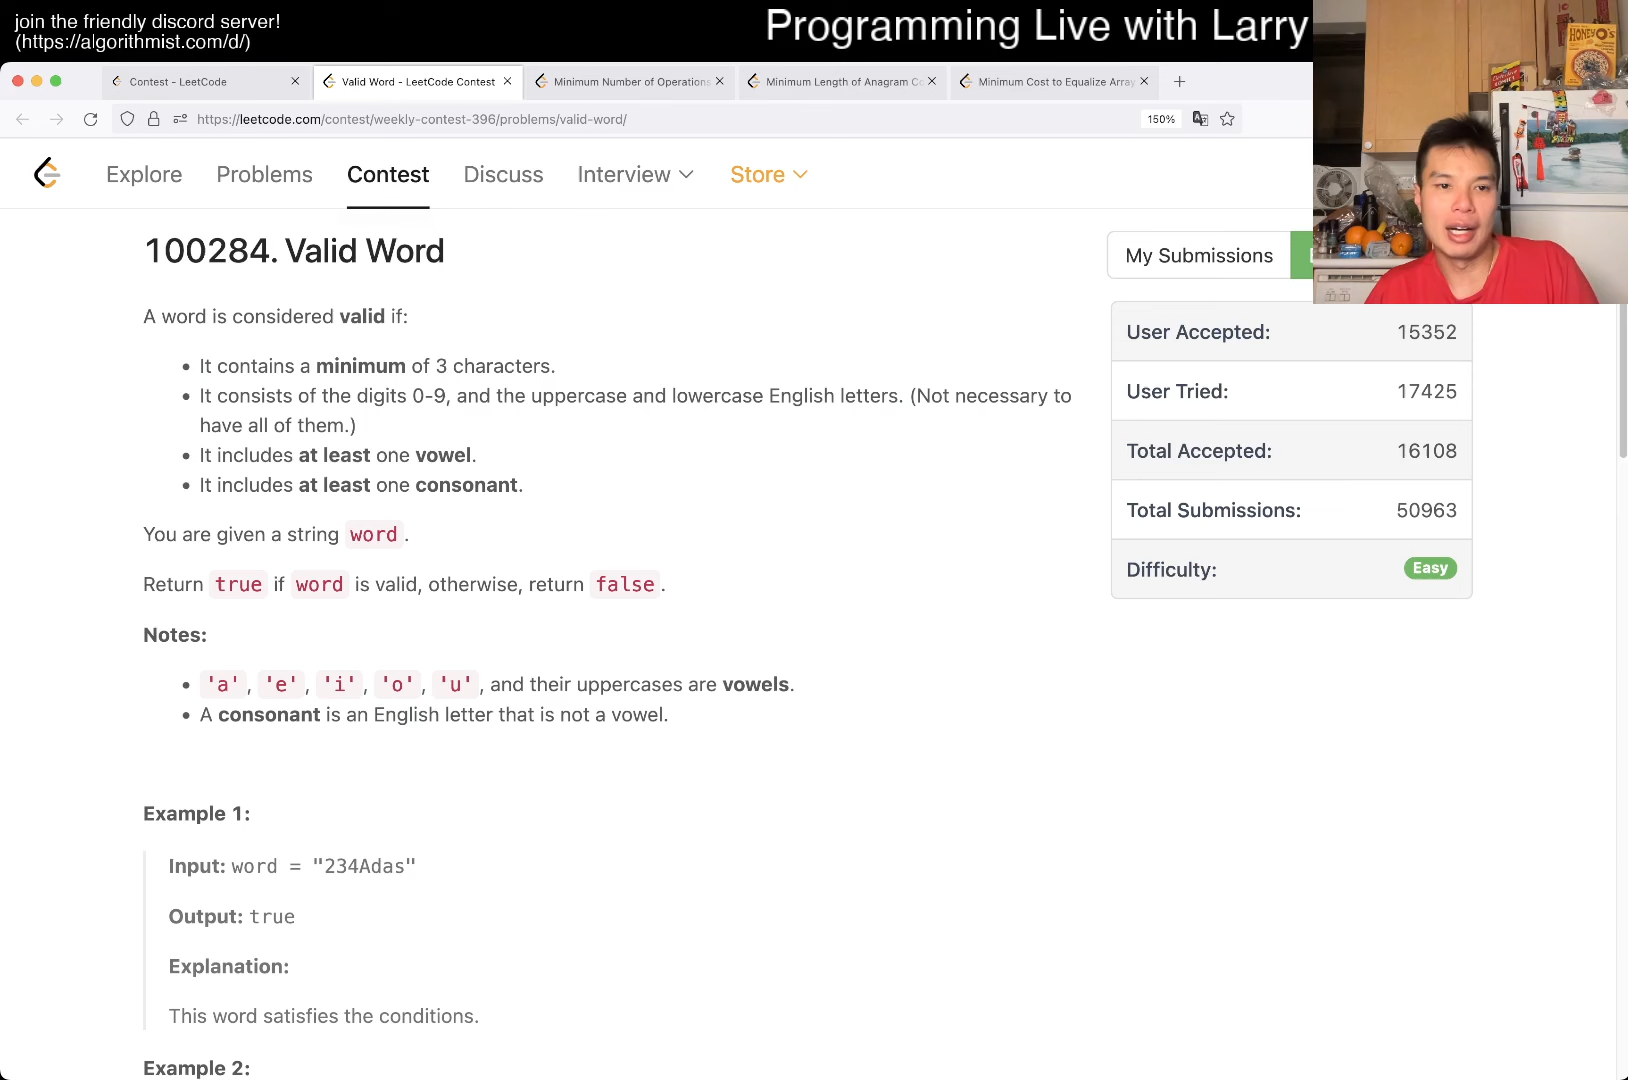 join the friendly discord server!
(https://algorithmist.com/d/)
Programming Live with Larry
Contest - LeetCode
Valid Word - LeetCode Contest
Minimum Number of Operations
Minimum Length of Anagram Co
Minimum Cost to Equalize Array
https://leetcode.com/contest/weekly-contest-396/problems/valid-word/
150%
Explore Problems Contest Discuss Interview Store
100284. Valid Word
My Submissions
A word is considered valid if:
• It contains a minimum of 3 characters.
• It consists of the digits 0-9, and the uppercase and lowercase English letters. (Not necessary to
have all of them.)
• It includes at least one vowel.
• It includes at least one consonant.
You are given a string word.
Return true if word is valid, otherwise, return false.
Notes:
• 'a', 'e', 'i', 'o', 'u', and their uppercases are vowels.
• A consonant is an English letter that is not a vowel.
Example 1:
Input: word = "234Adas"
Output: true
Explanation:
This word satisfies the conditions.
Example 2:
User Accepted: 15352
User Tried: 17425
Total Accepted: 16108
Total Submissions: 50963
Difficulty: Easy
HONEY O's